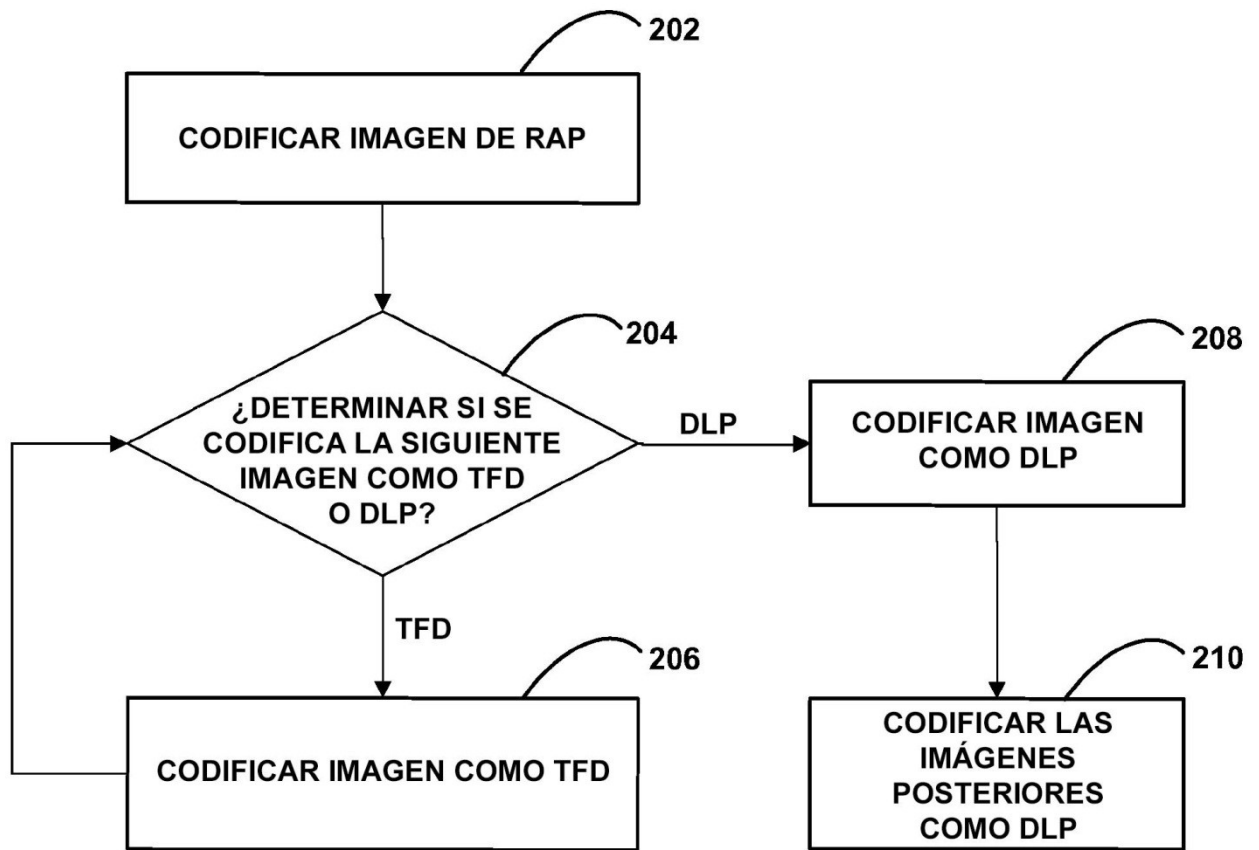 202
CODIFICAR IMAGEN DE RAP
204
¿DETERMINAR SI SE
CODIFICA LA SIGUIENTE
IMAGEN COMO TFD
O DLP?
DLP
208
CODIFICAR IMAGEN
COMO DLP
TFD
206
CODIFICAR IMAGEN COMO TFD
210
CODIFICAR LAS
IMÁGENES
POSTERIORES
COMO DLP